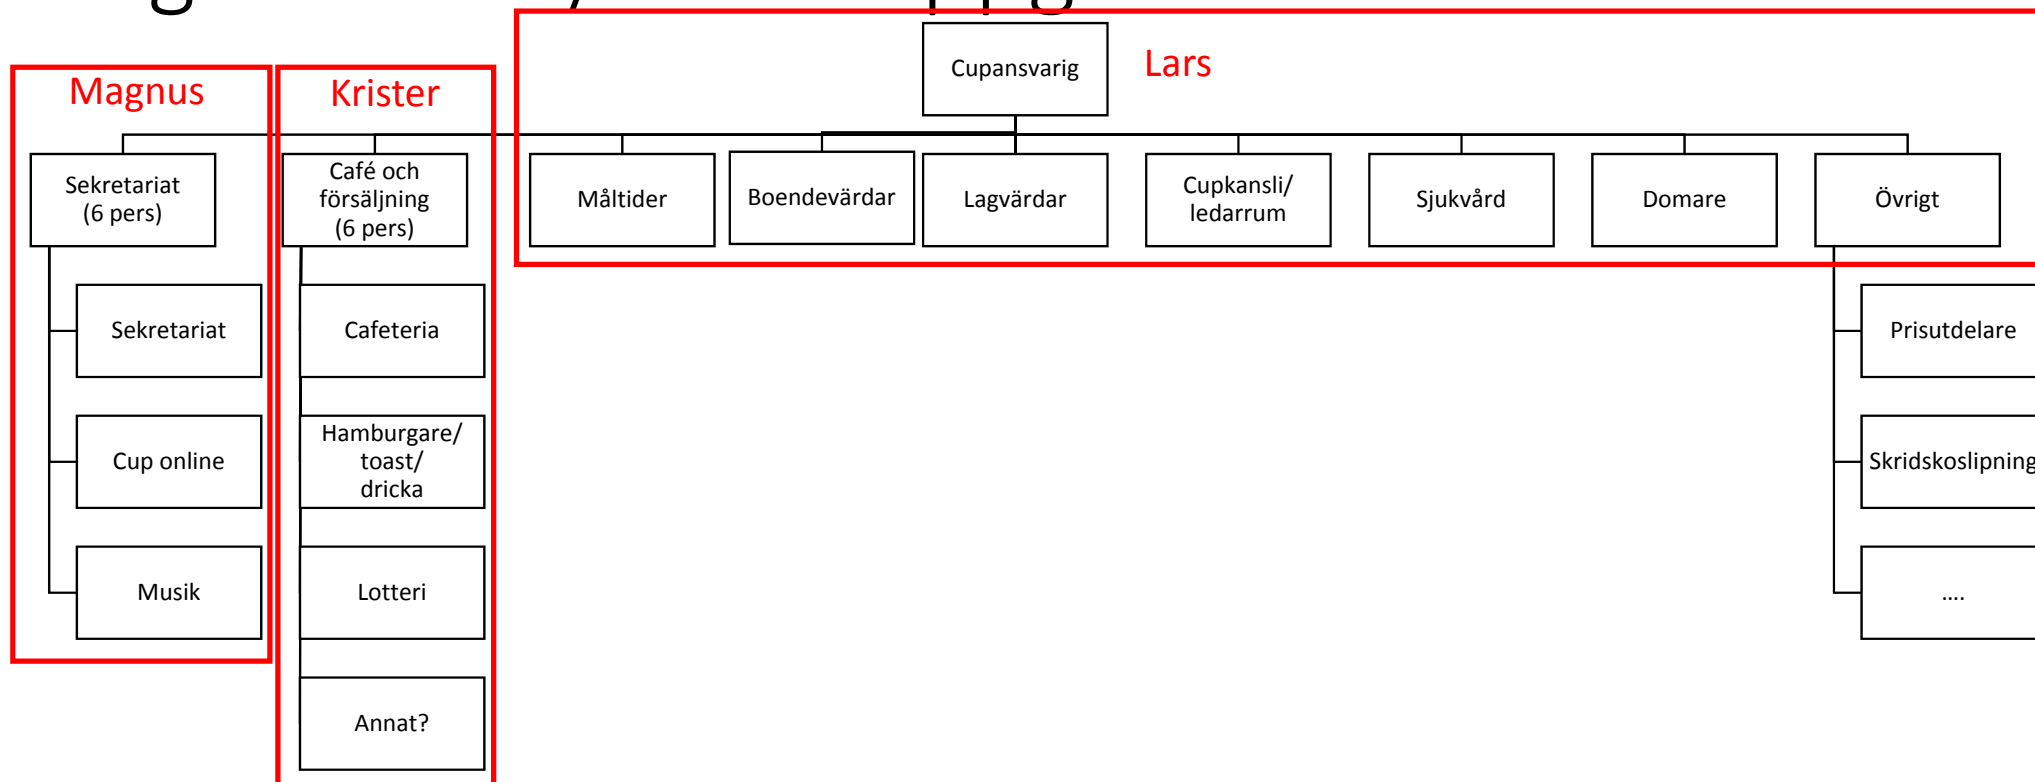 Cupansvarig
Lars
Magnus
Krister
Sekretariat
(6 pers)
Café och
försäljning
(6 pers)
Måltider
Boendevärdar
Lagvärdar
Cupkansli/
ledarrum
Sjukvård
Domare
Övrigt
Sekretariat
Cafeteria
Prisutdelare
Cup online
Hamburgare/
toast/
dricka
Skridskoslipning
Musik
Lotteri
....
Annat?